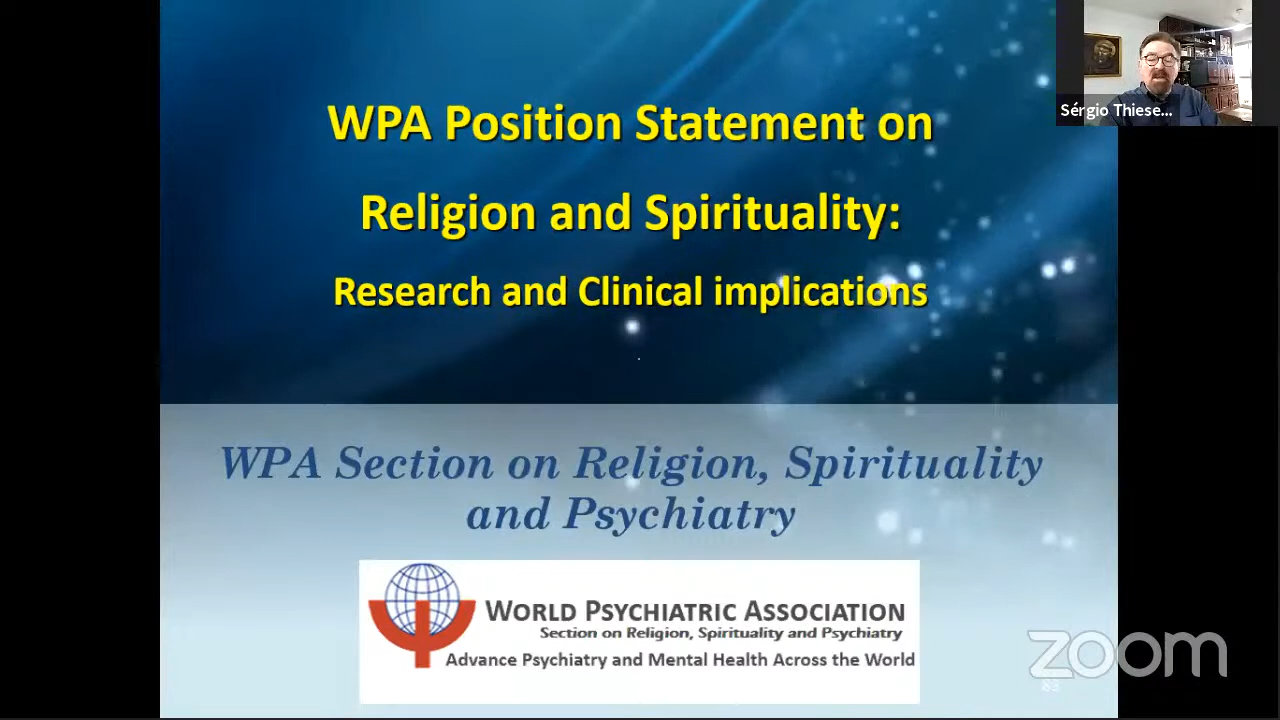 WPA Position Statement on
Religion and Spirituality:
Research and Clinical implications
WPA Section on Religion, Spirituality
and Psychiatry
WORLD PSYCHIATRIC ASSOCIATION
Section on Religion, Spirituality and Psychiatry
Advance Psychiatry and Mental Health Across the World
Sérgio Thiese...
zoom